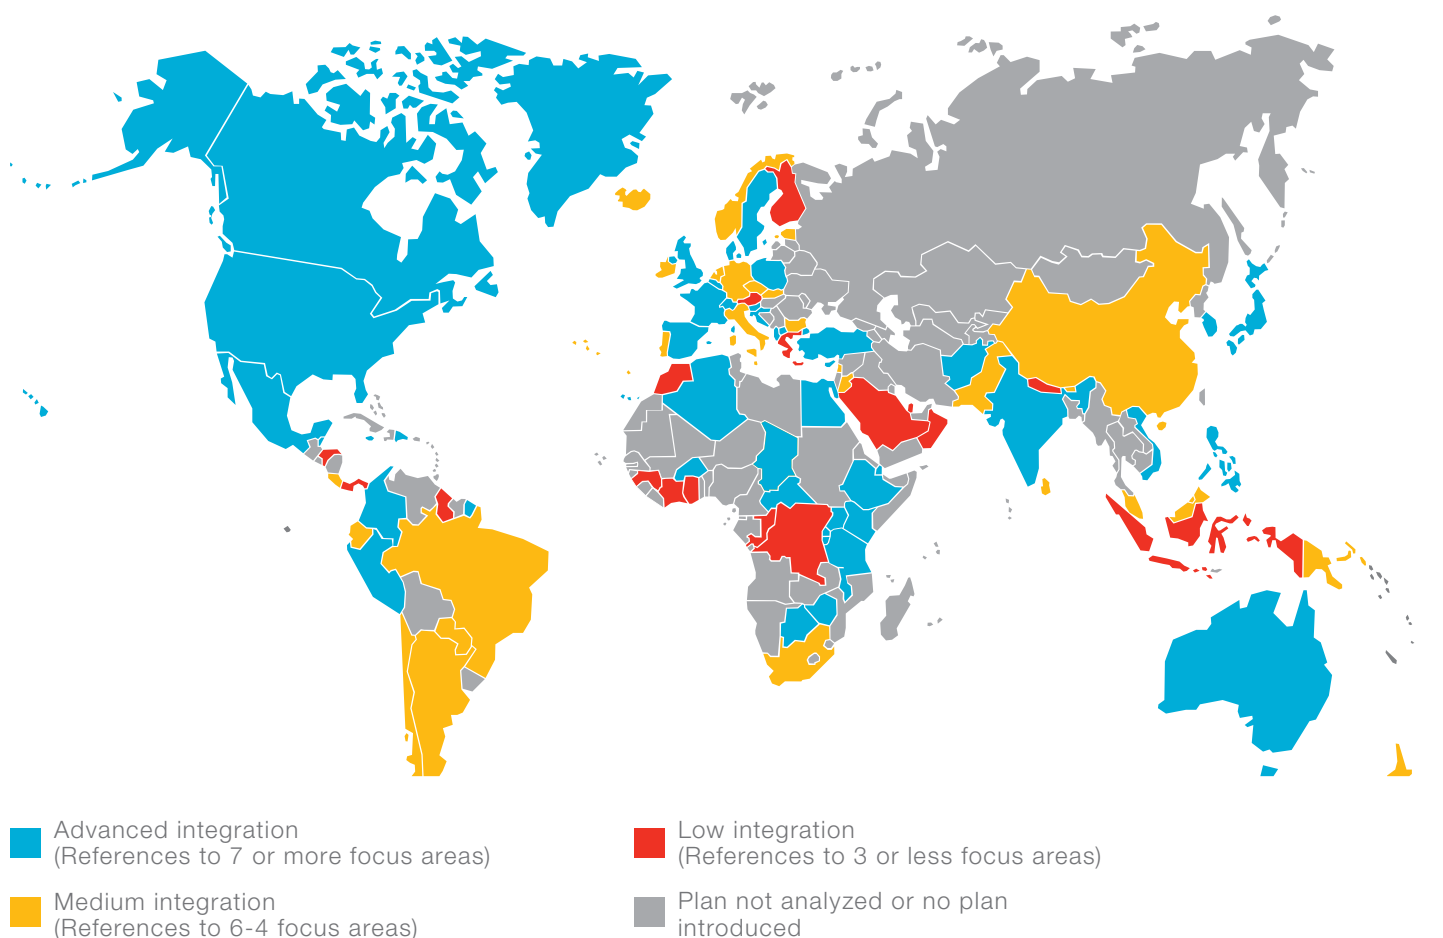 Advanced integration
(References to 7 or more focus areas)
Medium integration
(References to 6-4 focus areas)
Low integration
(References to 3 or less focus areas)
Plan not analyzed or no plan
introduced